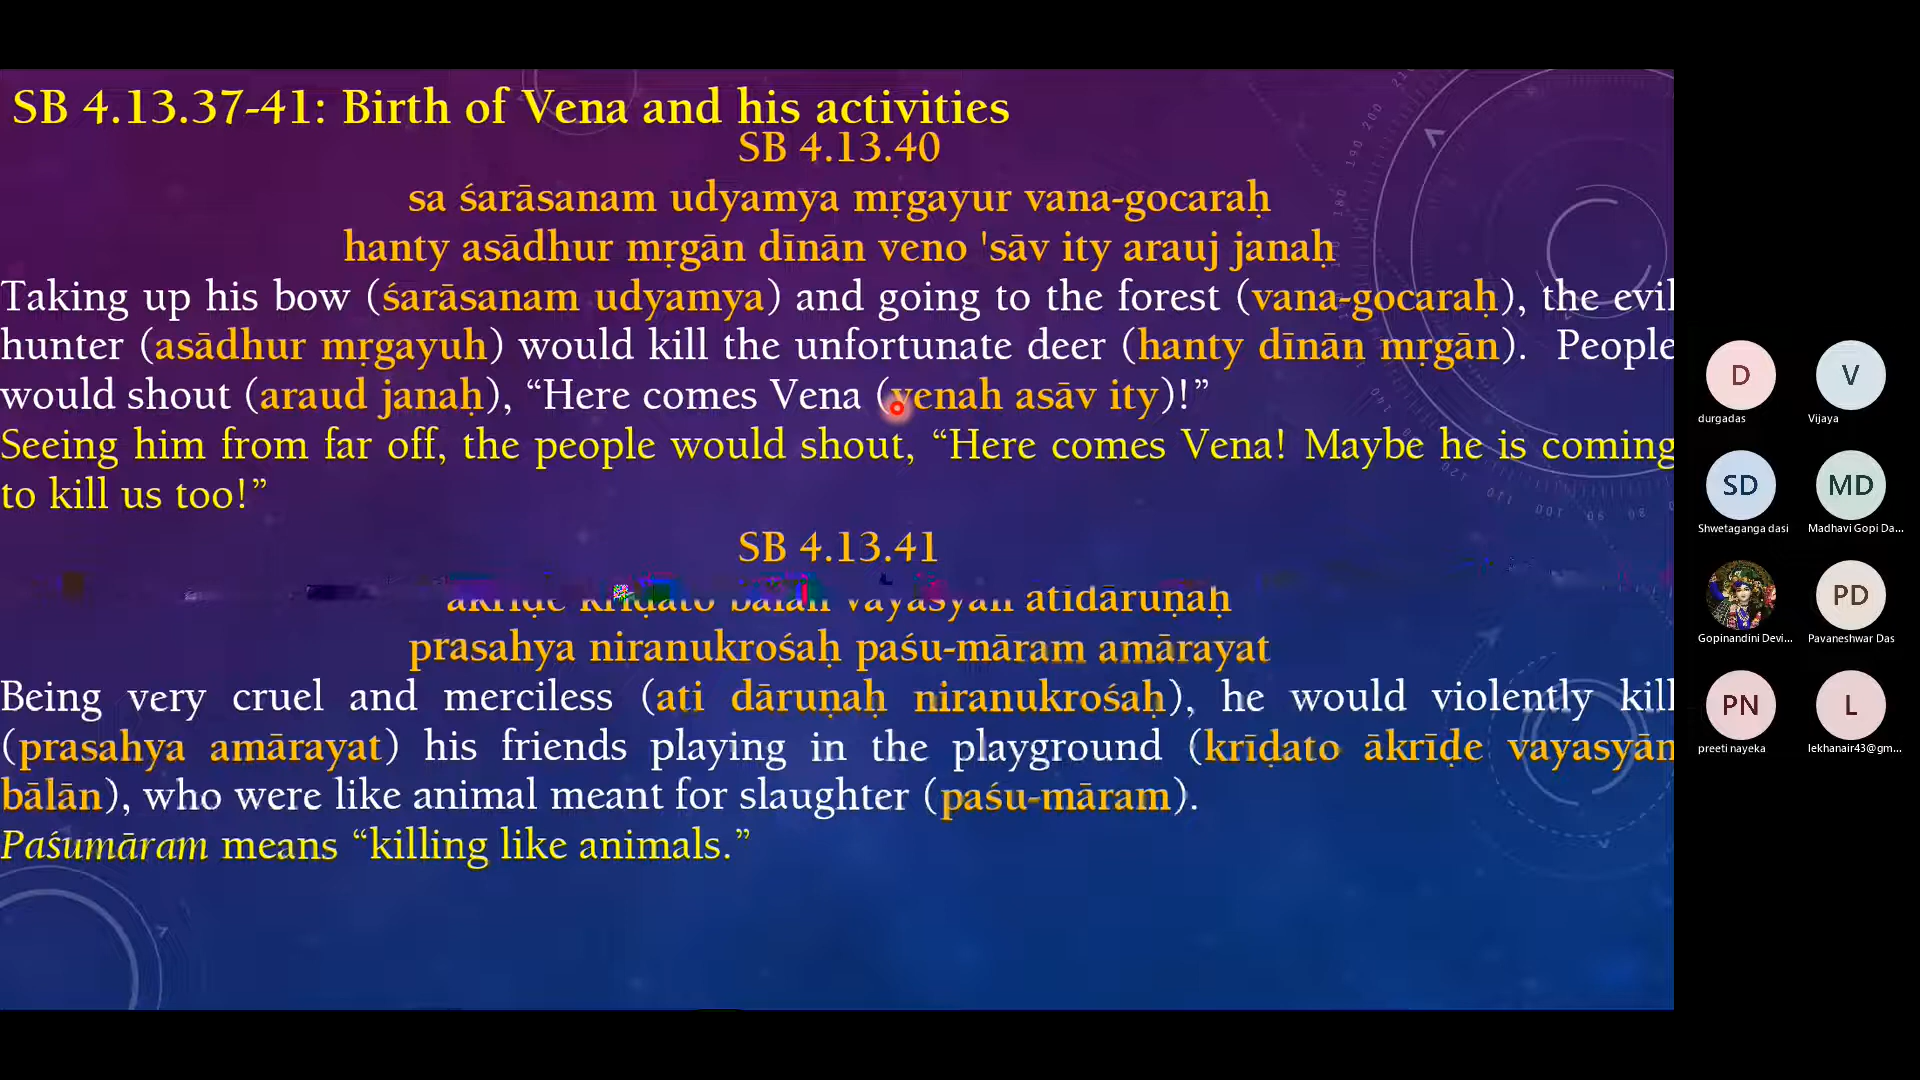 SB 4.13.37-41: Birth of Vena and his activities
SB 4.13.40
sa śarāsanam udyamya mṛgayur vana-gocaraḥ
hanty asādhur mṛgān dīnān veno 'sāv ity arauj janaḥ
Taking up his bow (śarāsanam udyamya) and going to the forest (vana-gocaraḥ), the evil
hunter (asādhur mṛgayuh) would kill the unfortunate deer (hanty dīnān mṛgān). People
would shout (araud janaḥ), “Here comes Vena (venah asāv ity)!”
Seeing him from far off, the people would shout, “Here comes Vena! Maybe he is coming
to kill us too!”
SB 4.13.41
ākrīḍe krīḍato bālān vayasyān atidāruṇaḥ
prasahya niranukrośaḥ paśu-māram amārayat
Being very cruel and merciless (ati dāruṇaḥ niranukrośaḥ), he would violently kill
(prasahya amārayat) his friends playing in the playground (krīḍato ākrīḍe vayasyān
bālān), who were like animal meant for slaughter (paśu-māram).
Paśumāram means “killing like animals.”
D
V
durgadas
Vijaya
SD
MD
Shwetaganga dasi
Madhavi Gopi Da...
PD
Gopinandini Devi...
Pavaneshwar Das
PN
L
preeti nayeka
lekhanair43@gm...